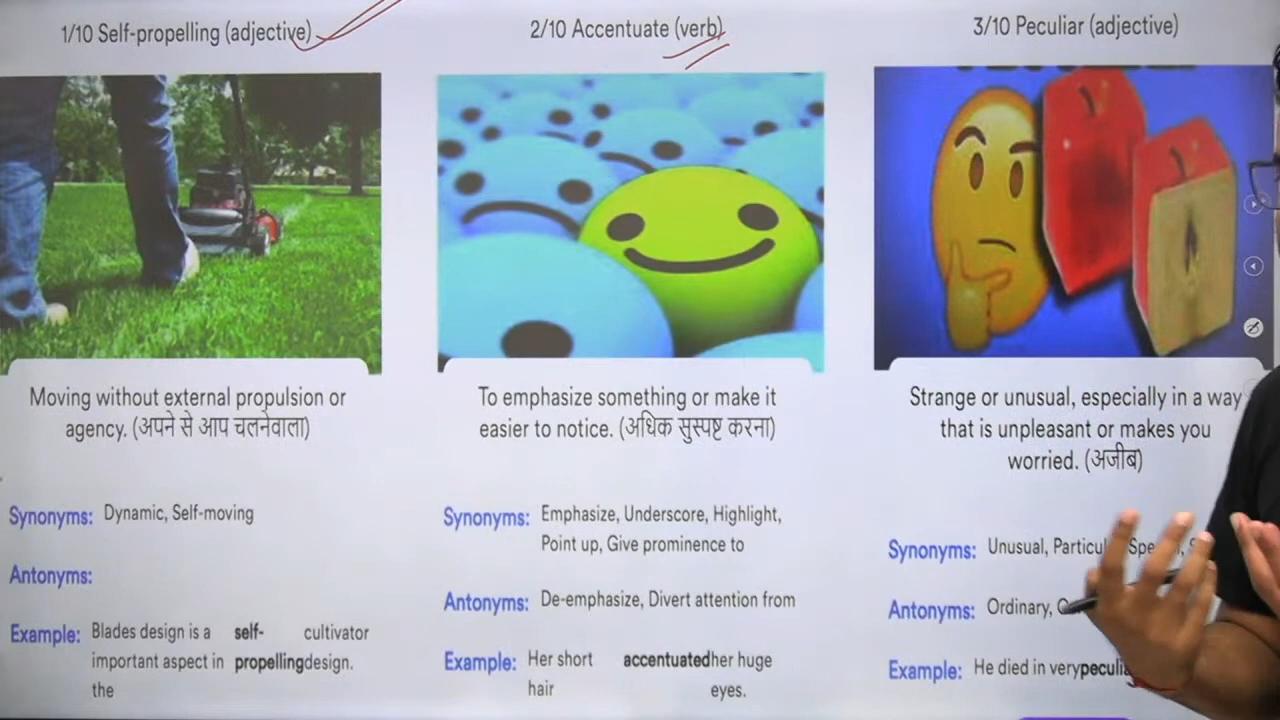 1/10 Self-propelling (adjective)
Moving without external propulsion or
agency. (अपने से आप चलनेवाला)
Synonyms: Dynamic, Self-moving
Antonyms:
Example: Blades design is a self- cultivator
important aspect in propelling design.
the
2/10 Accentuate (verb)
To emphasize something or make it
easier to notice. (अधिक सुस्पष्ट करना)
Synonyms: Emphasize, Underscore, Highlight,
Point up, Give prominence to
Antonyms: De-emphasize, Divert attention from
Example: Her short accentuated her huge
hair eyes.
3/10 Peculiar (adjective)
Strange or unusual, especially in a way
that is unpleasant or makes you
worried. (अजीब)
Synonyms: Unusual,
Antonyms: Ordinary,
Example: He died in very